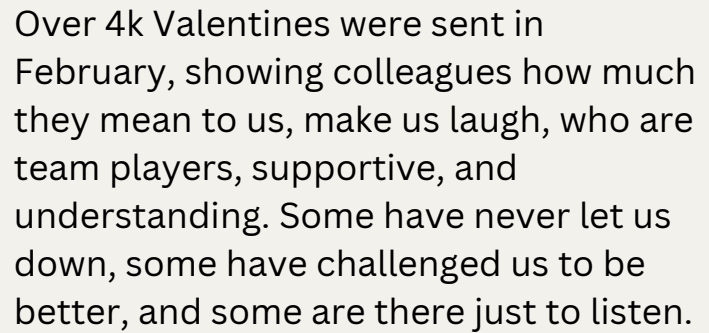 Over 4k Valentines were sent in
February, showing colleagues how much
they mean to us, make us laugh, who are
team players, supportive, and
understanding. Some have never let us
down, some have challenged us to be
better, and some are there just to listen.